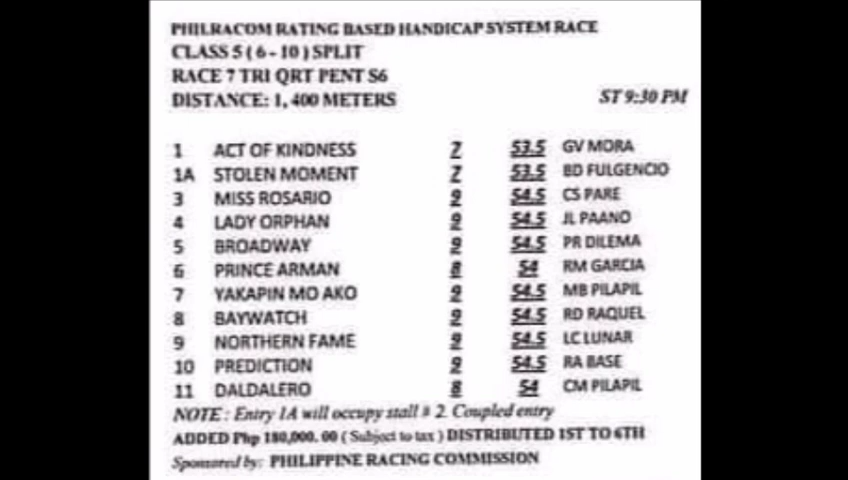 PHILRACOM RATING BASED HANDICAP SYSTEM RACE
CLASS 5 ( 6 - 10 ) SPLIT
RACE 7 TRI QRT PENT S6
DISTANCE: 1, 400 METERS ST 9:30 PM
1 ACT OF KINDNESS 7 53.5 GV MORA
1A STOLEN MOMENT 7 53.5 BD FULGENCIO
3 MISS ROSARIO 9 54.5 CS PARE
4 LADY ORPHAN 9 54.5 JL PAANO
5 BROADWAY 9 54.5 PR DILEMA
6 PRINCE ARMAN 8 54 RM GARCIA
7 YAKAPIN MO AKO 9 54.5 MB PILAPIL
8 BAYWATCH 9 54.5 RD RAQUEL
9 NORTHERN FAME 9 54.5 LC LUNAR
10 PREDICTION 9 54.5 RA BASE
11 DALDALERO 8 54 CM PILAPIL
NOTE : Entry 1A will occupy stall # 2. Coupled entry
ADDED Php 180,000. 00 ( Subject to tax ) DISTRIBUTED 1ST TO 6TH
Sponsored by: PHILIPPINE RACING COMMISSION